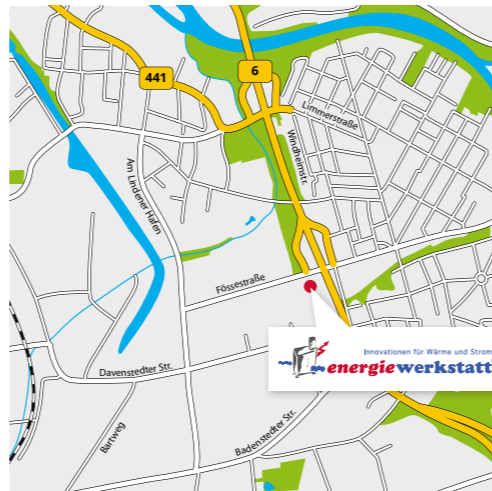 441
6
Limmerstraße
Windheimstr.
Am Lindener Hafen
Fössestraße
Innovationen für Wärme und Strom
energiewerkstatt
Davenstedter Str.
Bartweg
Badenstedter Str.